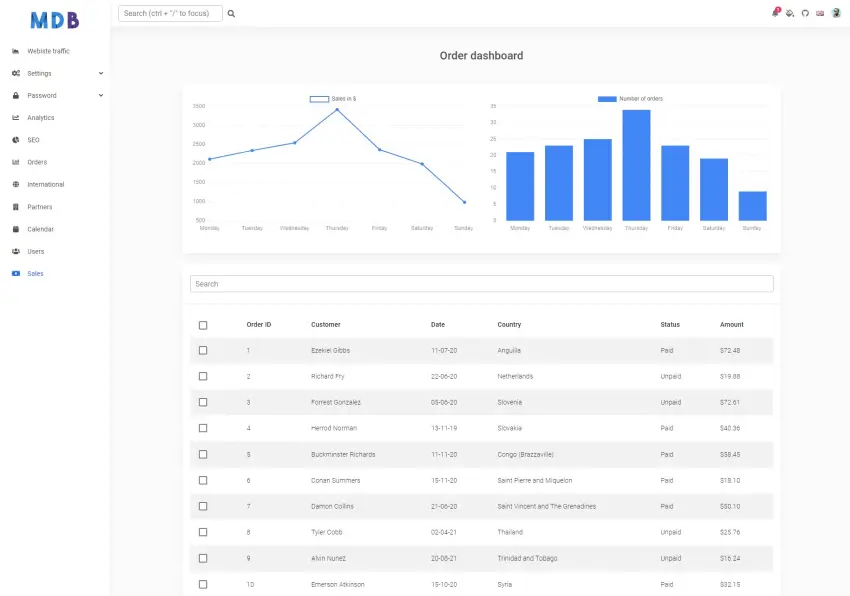 MDB
Search (ctrl + "/" to focus)
Webiste traffic
Settings
Password
Analytics
SEO
Orders
International
Partners
Calendar
Users
Sales
Order dashboard
Sales in $
3500
3000
2500
2000
1500
1000
500
Monday Tuesday Wednesday Thursday Friday Saturday Sunday
Number of orders
35
30
25
20
15
10
5
0
Monday Tuesday Wednesday Thursday Friday Saturday Sunday
Search
Order ID Customer Date Country Status Amount
1 Ezekiel Gibbs 11-07-20 Anguilla Paid $72.48
2 Richard Fry 22-06-20 Netherlands Unpaid $19.88
3 Forrest Gonzalez 05-06-20 Slovenia Unpaid $72.61
4 Herrod Norman 13-11-19 Slovakia Paid $40.36
5 Buckminster Richards 11-11-20 Congo (Brazzaville) Paid $58.45
6 Conan Summers 15-11-20 Saint Pierre and Miquelon Paid $18.10
7 Damon Collins 21-06-20 Saint Vincent and The Grenadines Paid $50.10
8 Tyler Cobb 02-04-21 Thailand Unpaid $25.76
9 Alvin Nunez 20-08-21 Trinidad and Tobago Unpaid $16.24
10 Emerson Atkinson 15-10-20 Syria Paid $32.15